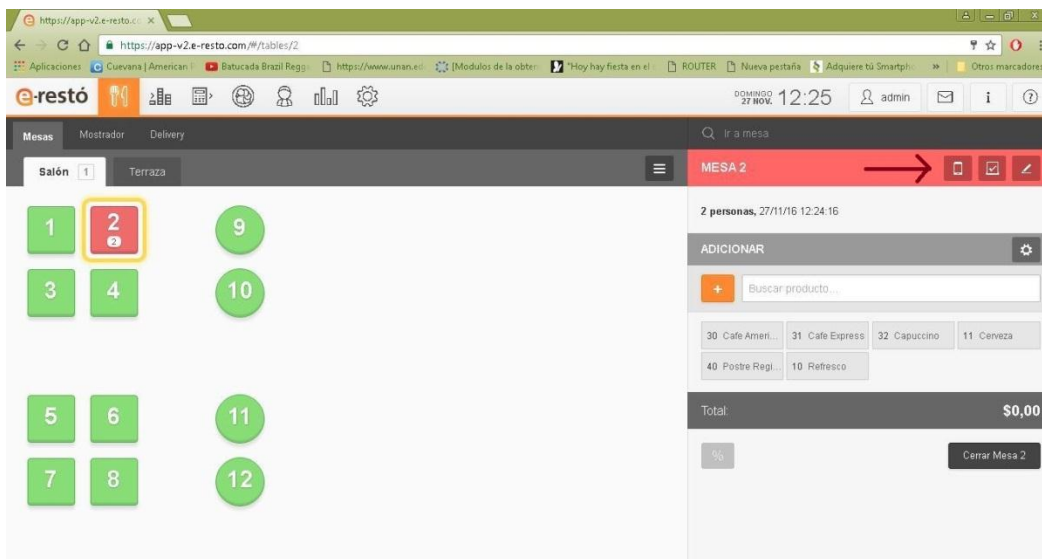 https://app-v2.e-resto.co
https://app-v2.e-resto.com/#/tables/2
Aplicaciones Cuevana | American Batucada Brazil Regg https://www.unan.ed [Modulos de la obten "Hoy hay fiesta en el ROUTER Nueva pestaña Adquiere tú Smartph » Otros marcadores
e-restó DOMINGO 27 NOV. 12:25 admin i ?
Mesas Mostrador Delivery Ir a mesa
Salón 1 Terraza MESA 2
2 personas, 27/11/16 12:24:16
1 2 9
2
ADICIONAR
3 4 10
+ Buscar producto...
30 Cafe Ameri... 31 Cafe Express 32 Capuccino 11 Cerveza
40 Postre Regi... 10 Refresco
5 6 11
Total: $0,00
% Cerrar Mesa 2
7 8 12